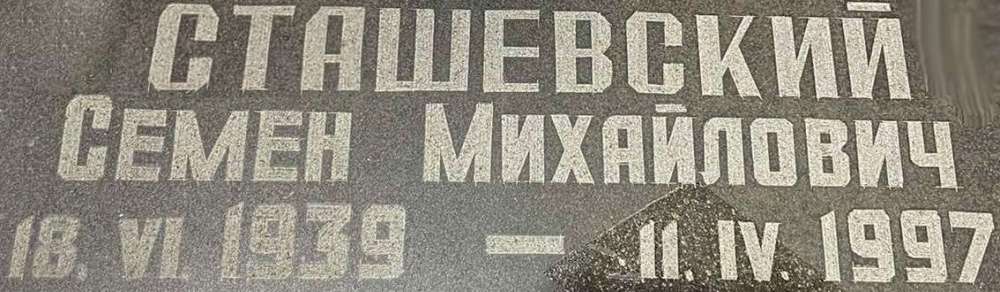 СТАШЕВСКИЙ
СЕМЕН МИХАЙЛОВИЧ
18. VI. 1939 — 11. IV 1997